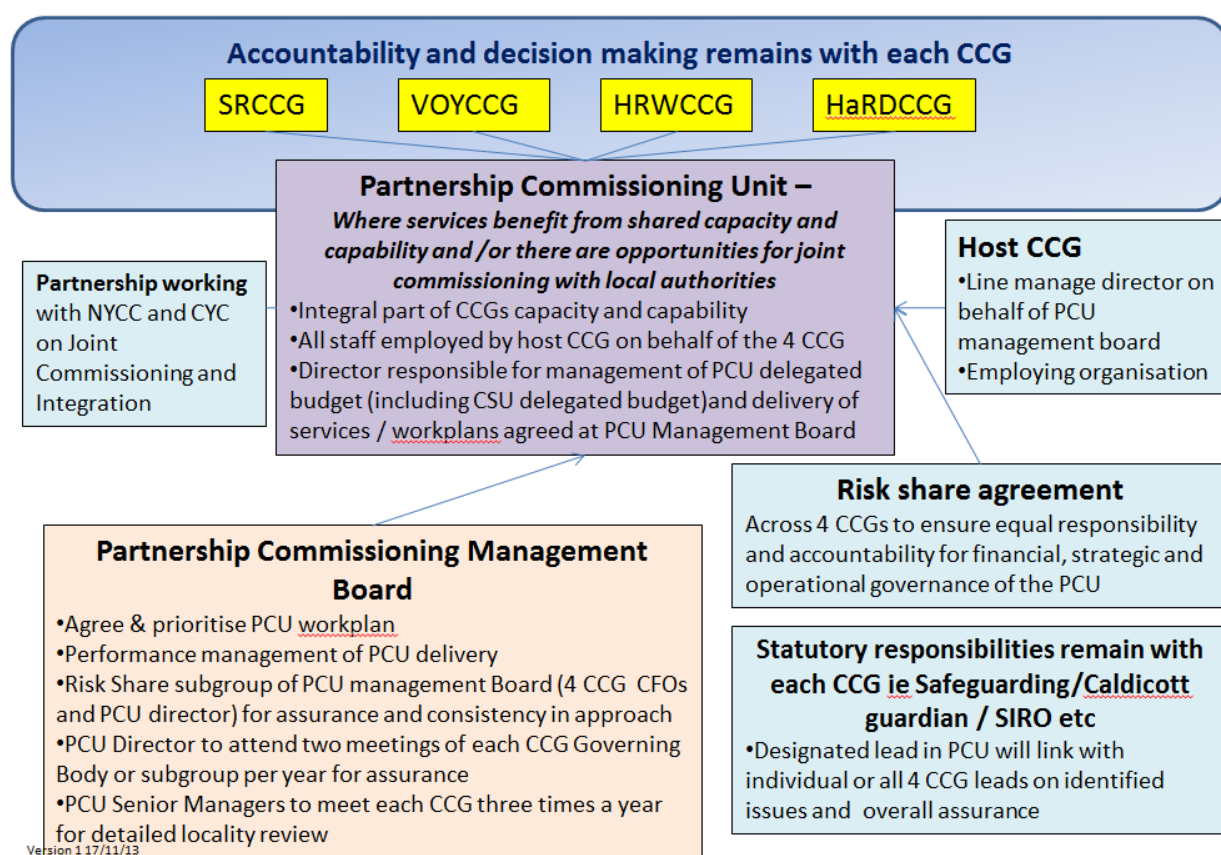 Accountability and decision making remains with each CCG
SRCCG
VOYCCG
HRWCCG
HaRDCCG
Partnership Commissioning Unit –
Where services benefit from shared capacity and
capability and /or there are opportunities for joint
commissioning with local authorities
•Integral part of CCGs capacity and capability
•All staff employed by host CCG on behalf of the 4 CCG
•Director responsible for management of PCU delegated
budget (including CSU delegated budget)and delivery of
services / workplans agreed at PCU Management Board
Partnership working
with NYCC and CYC
on Joint
Commissioning and
Integration
Host CCG
•Line manage director on
behalf of PCU
management board
•Employing organisation
Risk share agreement
Across 4 CCGs to ensure equal responsibility
and accountability for financial, strategic and
operational governance of the PCU
Partnership Commissioning Management
Board
•Agree & prioritise PCU workplan
•Performance management of PCU delivery
•Risk Share subgroup of PCU management Board (4 CCG CFOs
and PCU director) for assurance and consistency in approach
•PCU Director to attend two meetings of each CCG Governing
Body or subgroup per year for assurance
•PCU Senior Managers to meet each CCG three times a year
for detailed locality review
Statutory responsibilities remain with
each CCG ie Safeguarding/Caldicott
guardian / SIRO etc
•Designated lead in PCU will link with
individual or all 4 CCG leads on identified
issues and overall assurance
Version 1 17/11/13